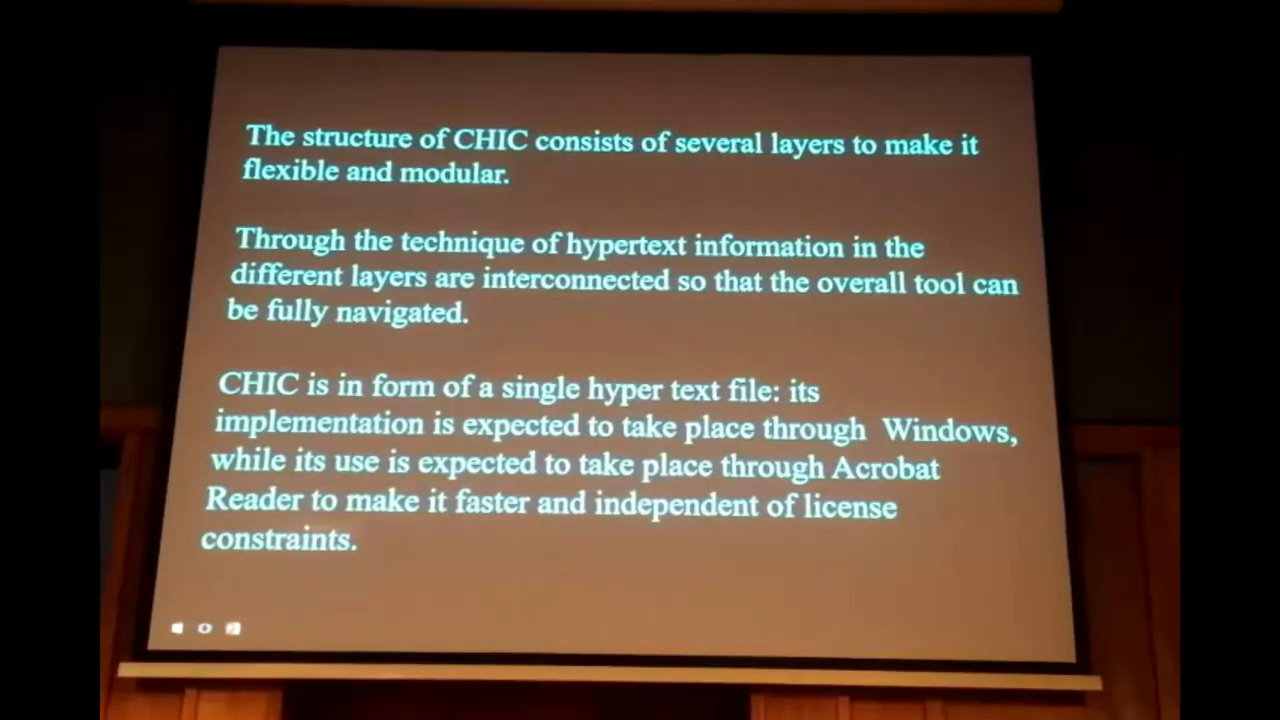 The structure of CHIC consists of several layers to make it
flexible and modular.
Through the technique of hypertext information in the
different layers are interconnected so that the overall tool can
be fully navigated.
CHIC is in form of a single hyper text file: its
implementation is expected to take place through Windows,
while its use is expected to take place through Acrobat
Reader to make it faster and independent of license
constraints.